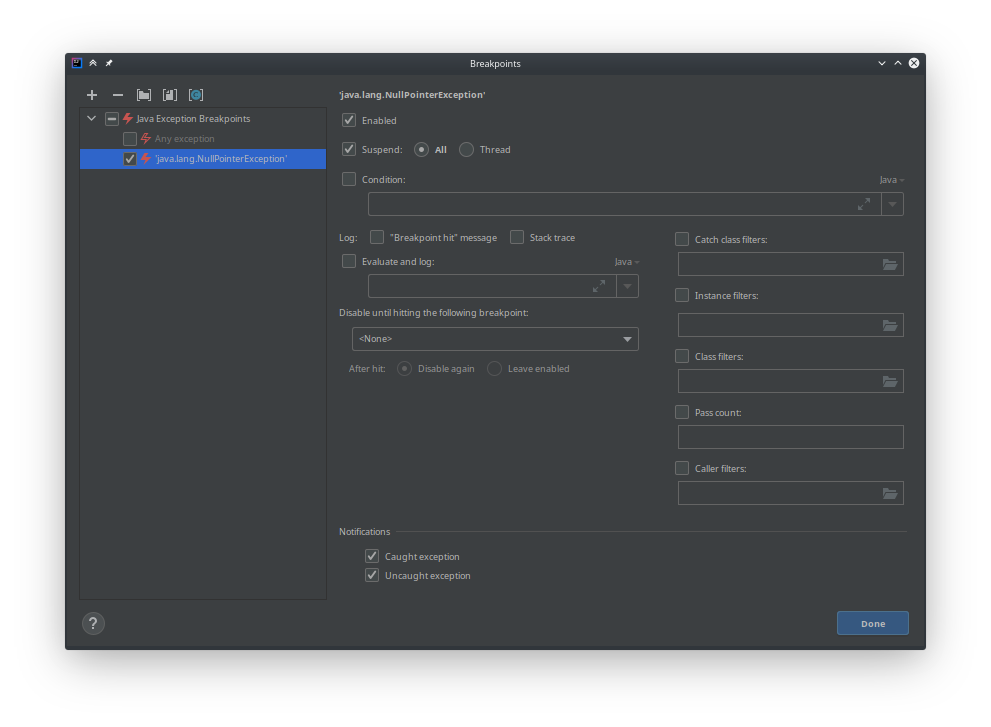 Breakpoints
Java Exception Breakpoints
Any exception
'java.lang.NullPointerException'
'java.lang.NullPointerException'
Enabled
Suspend: All Thread
Condition: Java
Log: "Breakpoint hit" message Stack trace
Evaluate and log: Java
Disable until hitting the following breakpoint:
<None>
After hit: Disable again Leave enabled
Catch class filters:
Instance filters:
Class filters:
Pass count:
Caller filters:
Notifications
Caught exception
Uncaught exception
?
Done